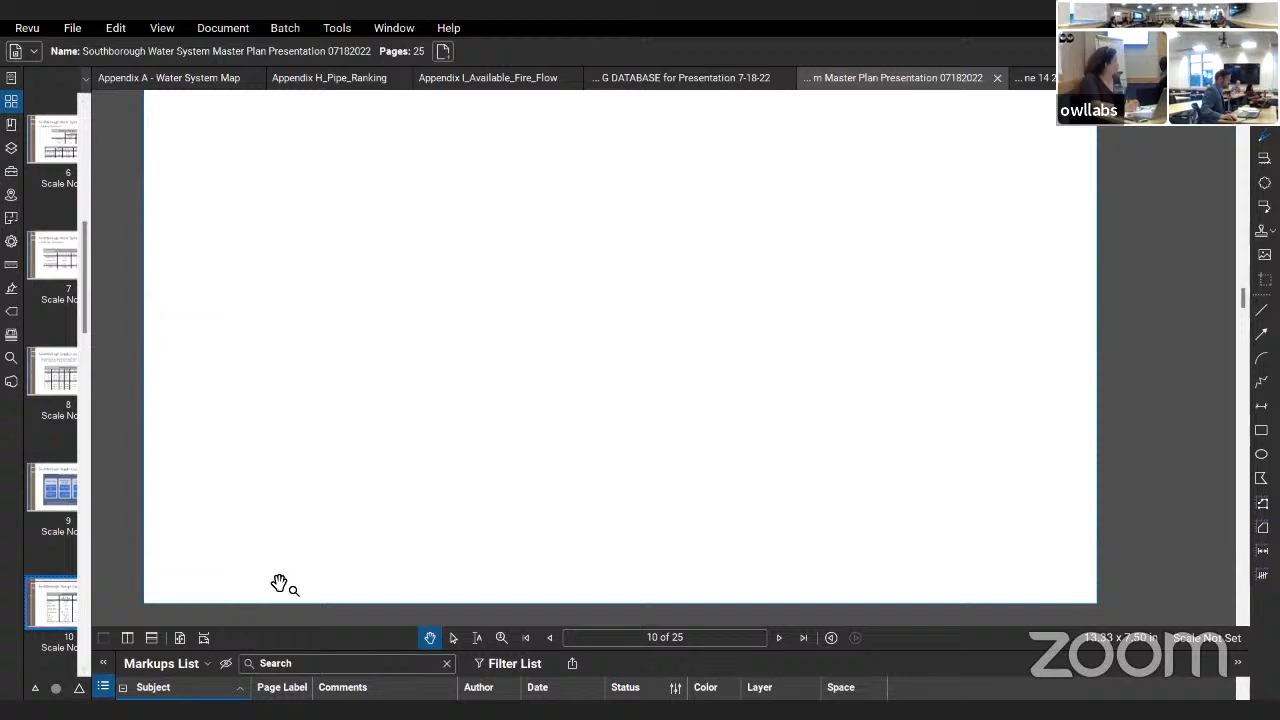 Revu File Edit View Document Batch Tools Window Help
Name: Southborough Water System Master Plan Presentation 0718202 Pages: 25
Appendix A - Water System Map
Appendix H_Pipe_Ranking
... G DATABASE for Presentation 7-18-22
... m Master Plan Presentation 07182022
... ne 14 2
owllabs
6
Scale No
7
Scale No
8
Scale No
9
Scale No
10
Scale No
10 of 25
13.33 x 7.50 in Scale Not Set
zoom
Markups List Search Filter List
Subject Page Label Comments Author Date Status Color Layer Space